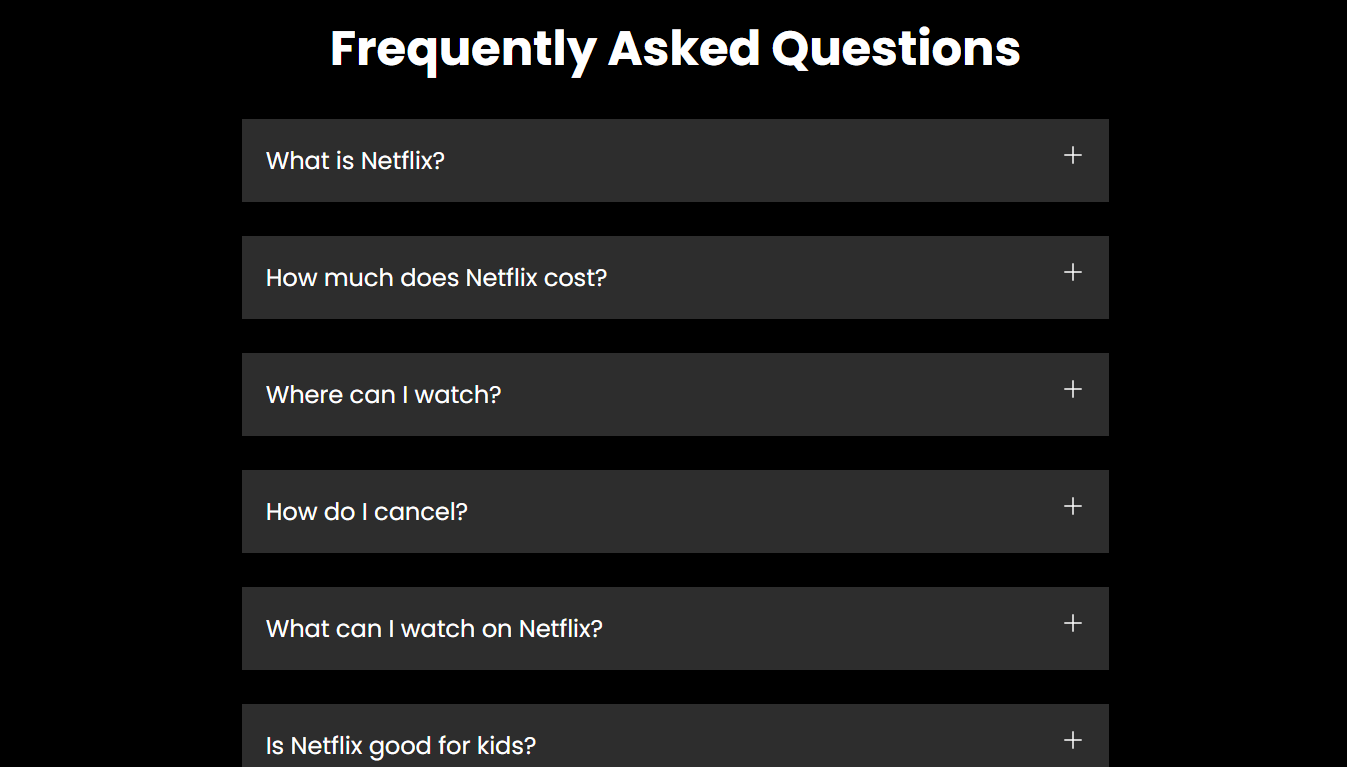 Frequently Asked Questions
What is Netflix?
How much does Netflix cost?
Where can I watch?
How do I cancel?
What can I watch on Netflix?
Is Netflix good for kids?